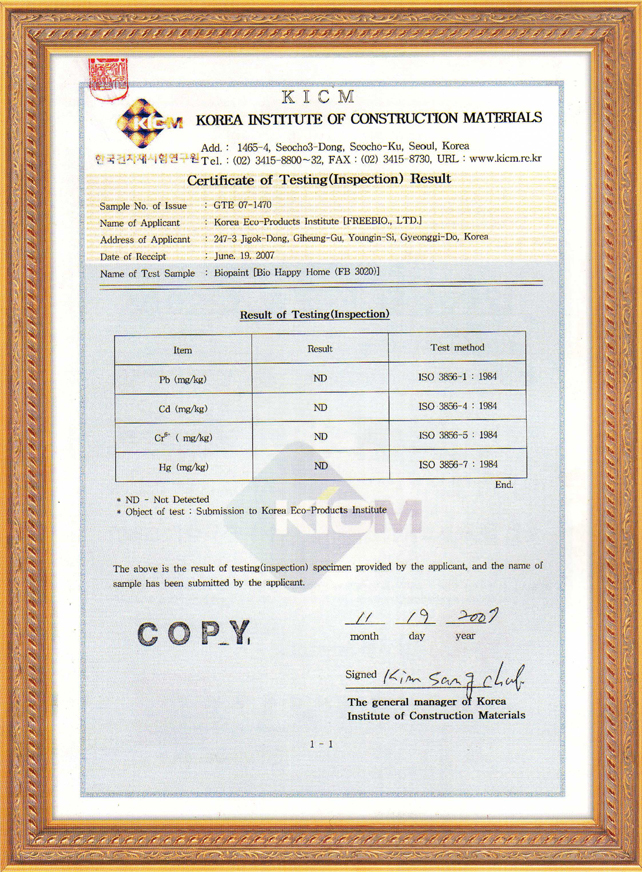 K I C M
KICM
KOREA INSTITUTE OF CONSTRUCTION MATERIALS
한국건자재시험연구원
Add. : 1465-4, Seocho3-Dong, Seocho-Ku, Seoul, Korea
Tel. : (02) 3415-8800~32, FAX : (02) 3415-8730, URL : www.kicm.re.kr
Certificate of Testing(Inspection) Result
Sample No. of Issue : GTE 07-1470
Name of Applicant : Korea Eco-Products Institute [FREEBIO., LTD.]
Address of Applicant : 247-3 Jigok-Dong, Giheung-Gu, Youngin-Si, Gyeonggi-Do, Korea
Date of Receipt : June. 19. 2007
Name of Test Sample : Biopaint [Bio Happy Home (FB 3020)]
Result of Testing(Inspection)
Item Result Test method
Pb (mg/kg) ND ISO 3856-1 : 1984
Cd (mg/kg) ND ISO 3856-4 : 1984
Cr⁶⁺ ( mg/kg) ND ISO 3856-5 : 1984
Hg (mg/kg) ND ISO 3856-7 : 1984
End.
* ND - Not Detected
* Object of test : Submission to Korea Eco-Products Institute
KICM
The above is the result of testing(inspection) specimen provided by the applicant, and the name of
sample has been submitted by the applicant.
COPY
11 19 2007
month day year
Signed Kim Sang chul.
The general manager of Korea
Institute of Construction Materials
1 - 1